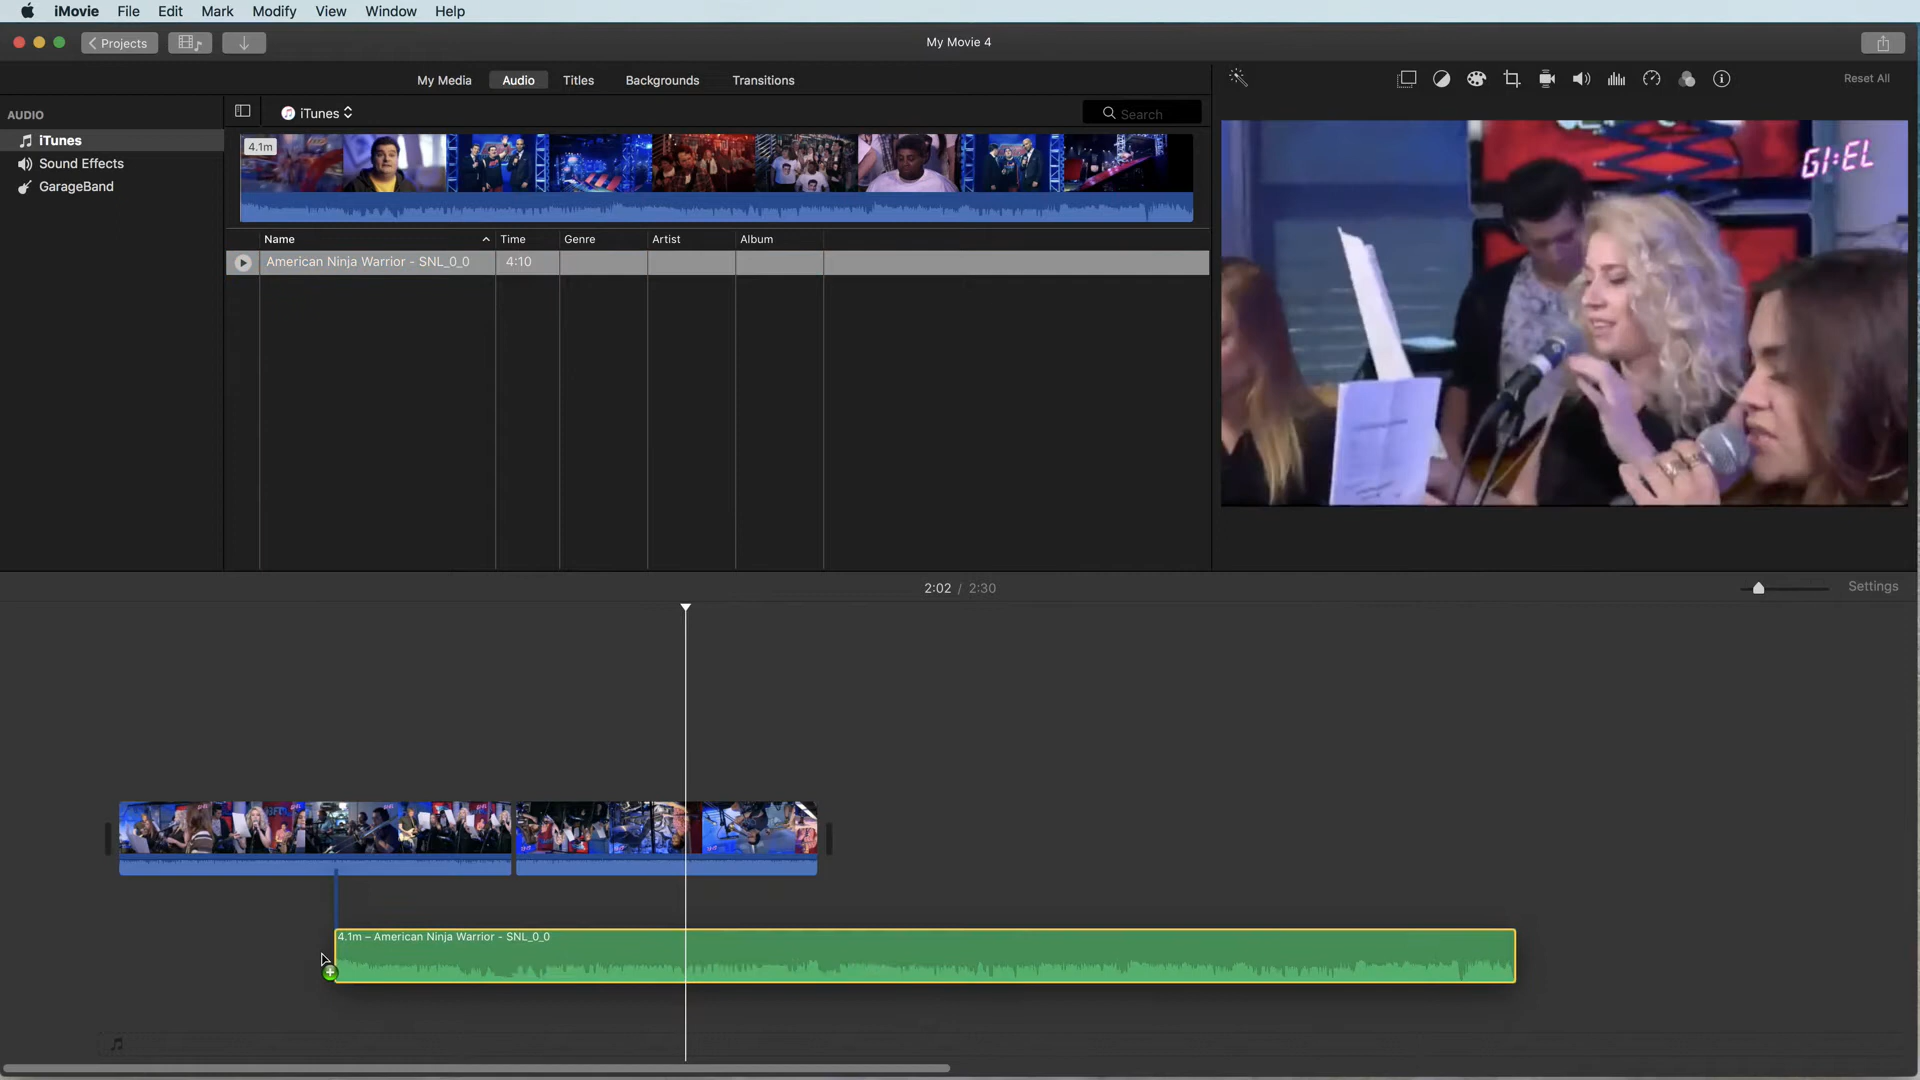 iMovie File Edit Mark Modify View Window Help
Projects
My Movie 4
My Media Audio Titles Backgrounds Transitions
Reset All
AUDIO
iTunes
Sound Effects
GarageBand
iTunes
Search
4.1m
Name Time Genre Artist Album
American Ninja Warrior - SNL_0_0 4:10
GI:EL
2:02 / 2:30
Settings
4.1m – American Ninja Warrior - SNL_0_0